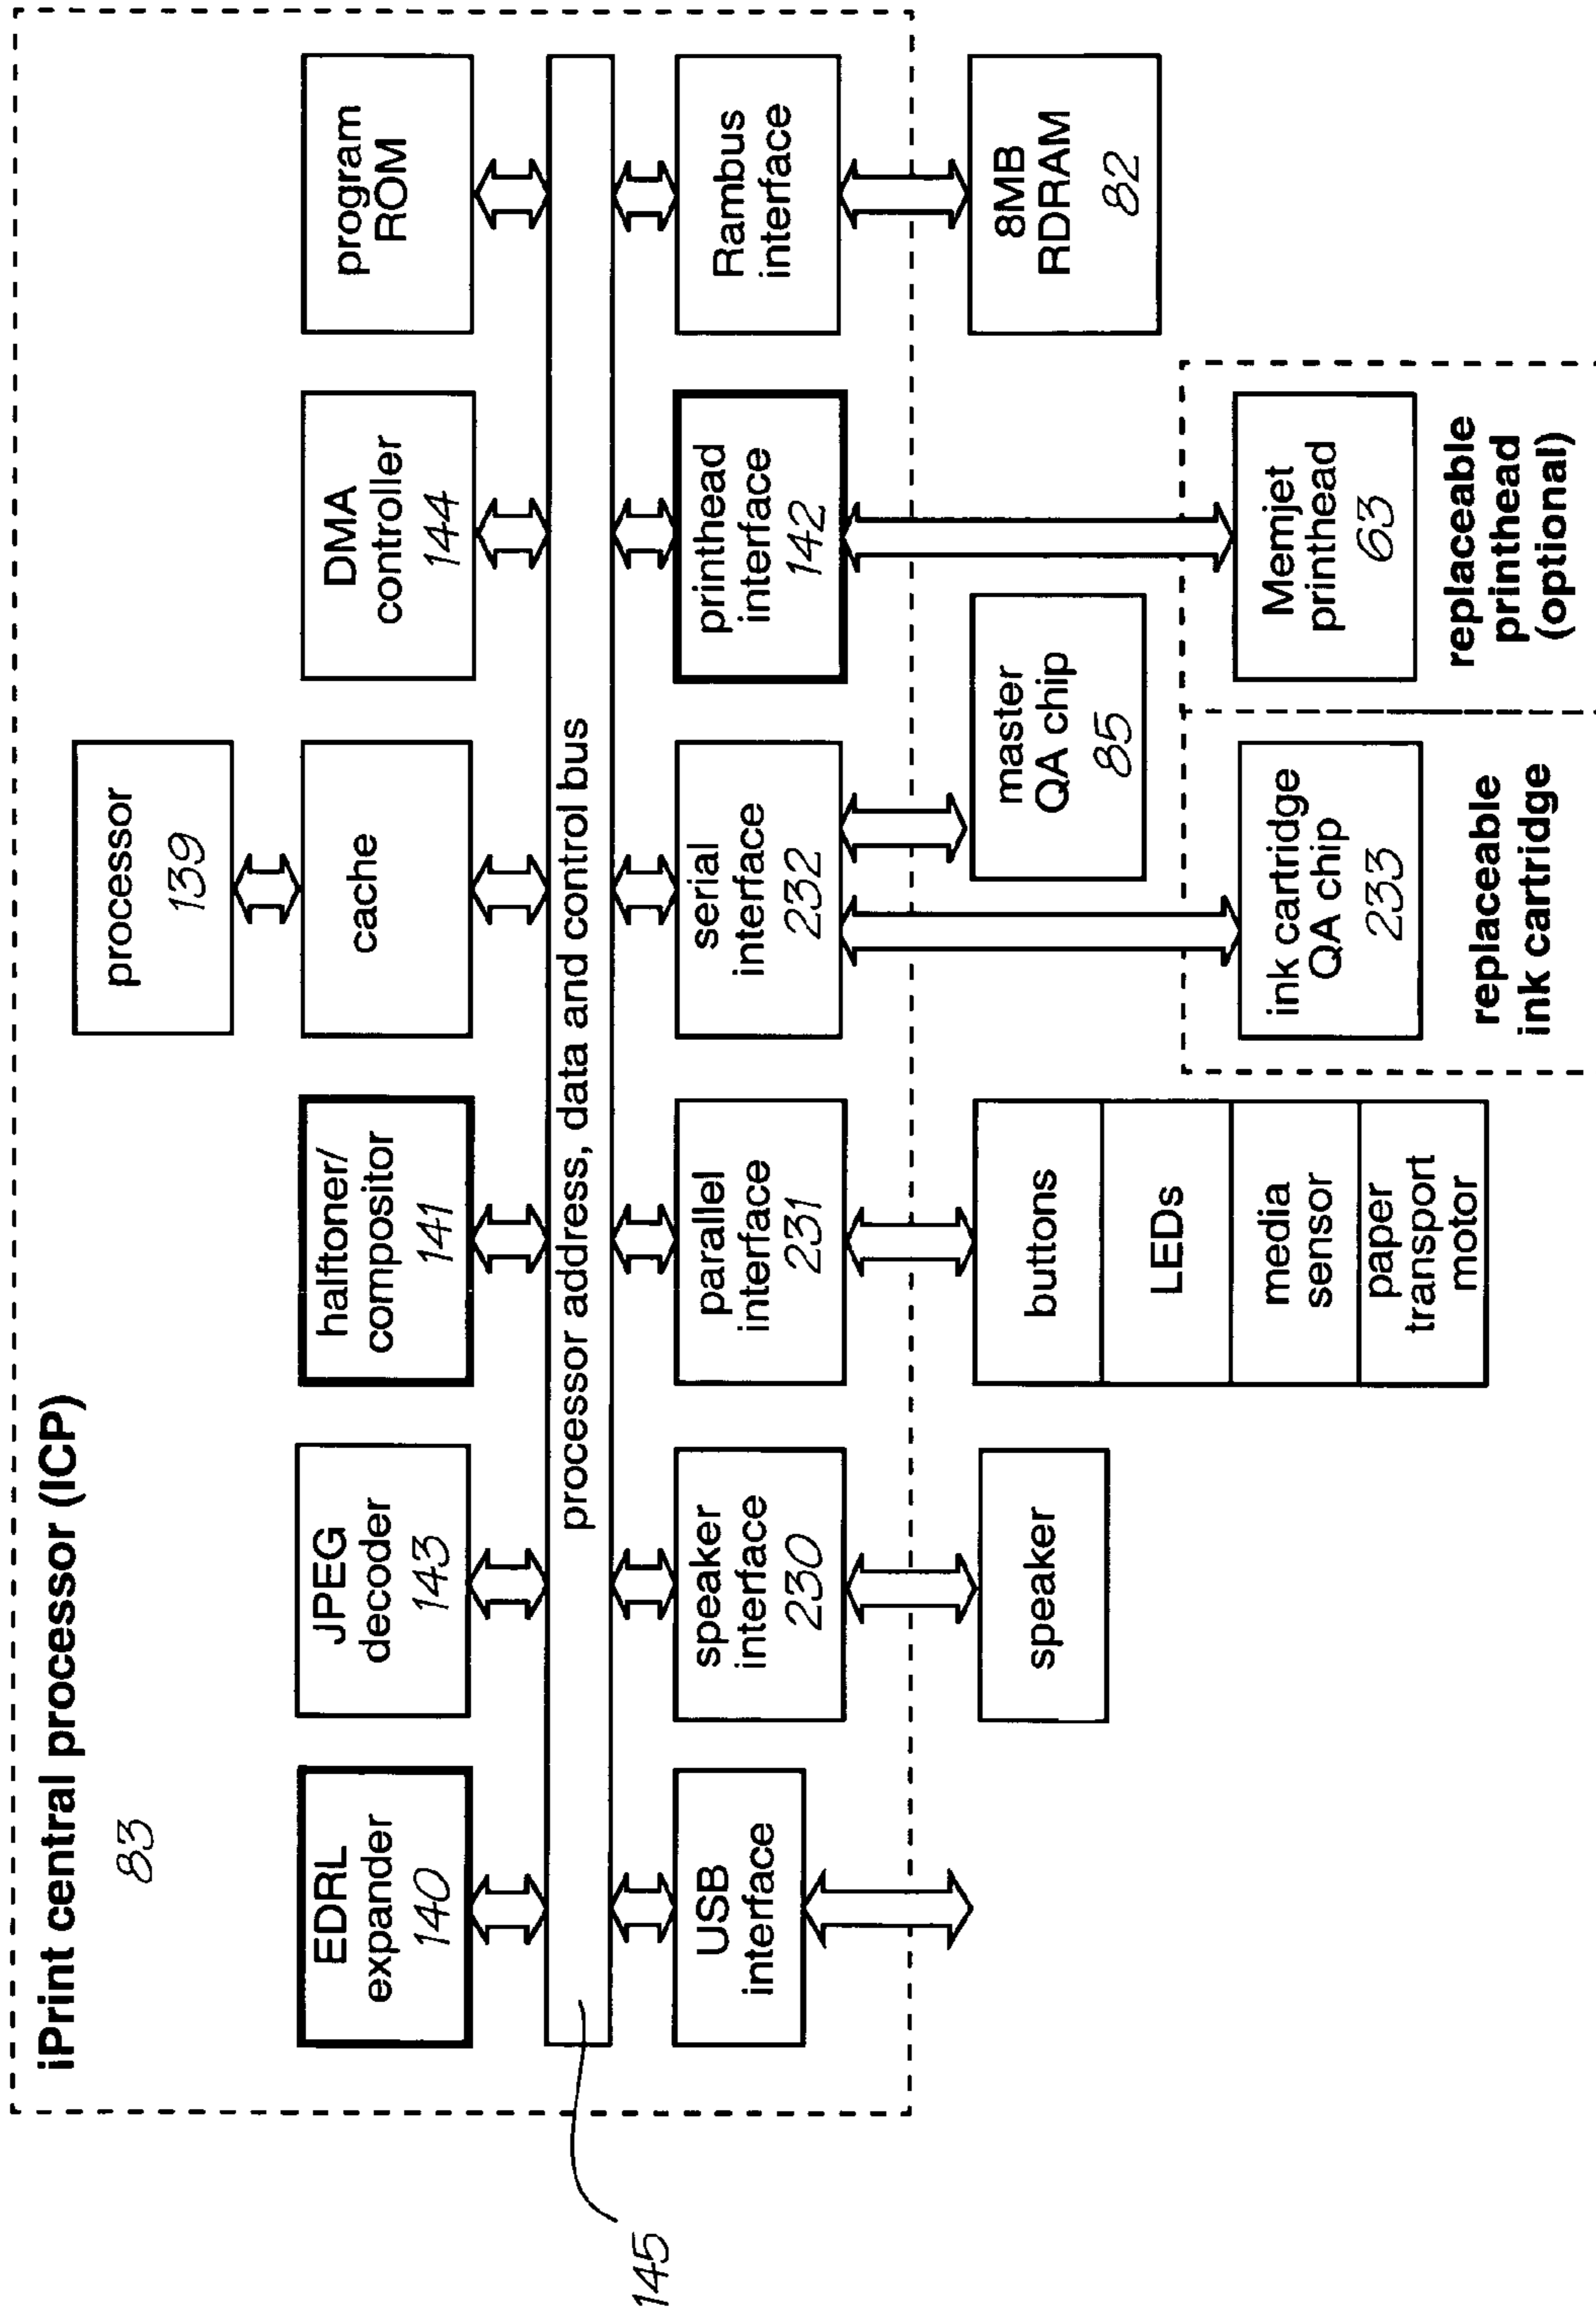 iPrint central processor (ICP)
83
processor
139
EDRL
expander
140
JPEG
decoder
143
halftoner/
compositor
141
cache
DMA
controller
144
program
ROM
processor address, data and control bus
145
USB
interface
speaker
interface
230
parallel
interface
231
serial
interface
232
printhead
interface
142
Rambus
interface
speaker
buttons
LEDs
media
sensor
paper
transport
motor
master
QA chip
85
8MB
RDRAM
82
ink cartridge
QA chip
233
Memjet
printhead
63
replaceable
ink cartridge
replaceable
printhead
(optional)